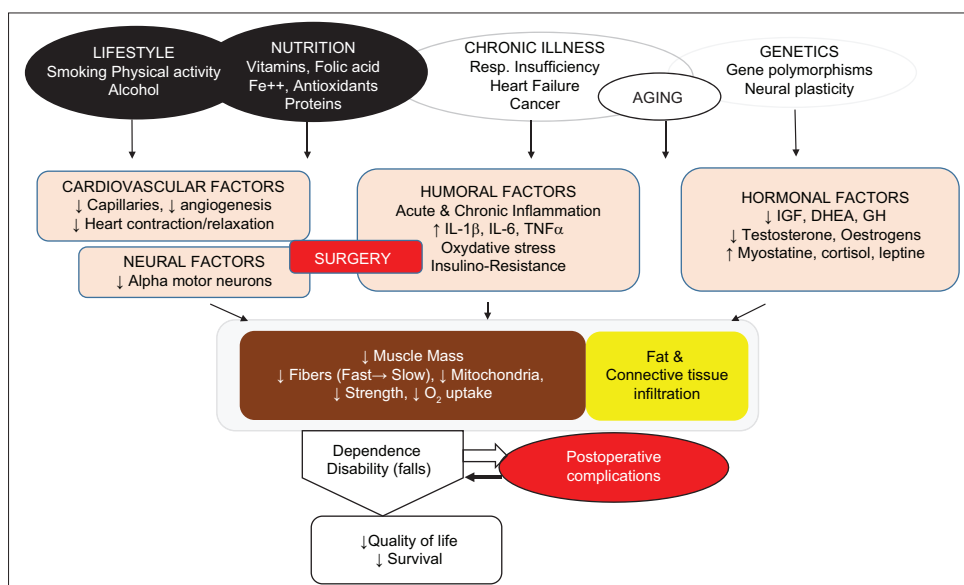 LIFESTYLE
Smoking Physical activity
Alcohol
NUTRITION
Vitamins, Folic acid
Fe++, Antioxidants
Proteins
CHRONIC ILLNESS
Resp. Insufficiency
Heart Failure
Cancer
AGING
GENETICS
Gene polymorphisms
Neural plasticity
CARDIOVASCULAR FACTORS
↓ Capillaries, ↓ angiogenesis
↓ Heart contraction/relaxation
NEURAL FACTORS
↓ Alpha motor neurons
SURGERY
HUMORAL FACTORS
Acute & Chronic Inflammation
↑ IL-1β, IL-6, TNFα
Oxydative stress
Insulino-Resistance
HORMONAL FACTORS
↓ IGF, DHEA, GH
↓ Testosterone, Oestrogens
↑ Myostatine, cortisol, leptine
↓ Muscle Mass
↓ Fibers (Fast→ Slow), ↓ Mitochondria,
↓ Strength, ↓ O₂ uptake
Fat &
Connective tissue
infiltration
Dependence
Disability (falls)
Postoperative
complications
↓Quality of life
↓ Survival